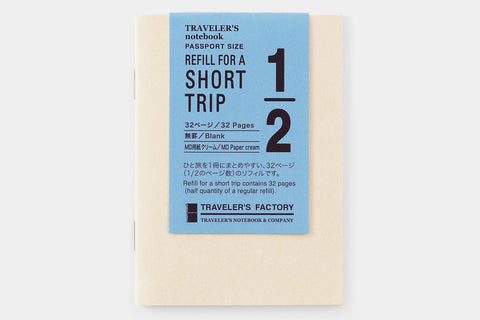 TRAVELER'S
notebook
PASSPORT SIZE
REFILL FOR A
SHORT
TRIP
1/2
32ページ／32 Pages
無罫／Blank
MD用紙クリーム／MD Paper cream
ひと旅を1冊にまとめやすい、32ページ
（1/2のページ数）のリフィルです。
Refill for a short trip contains 32 pages
(half quantity of a regular refill).
TRAVELER'S FACTORY
TRAVELER'S NOTEBOOK & COMPANY